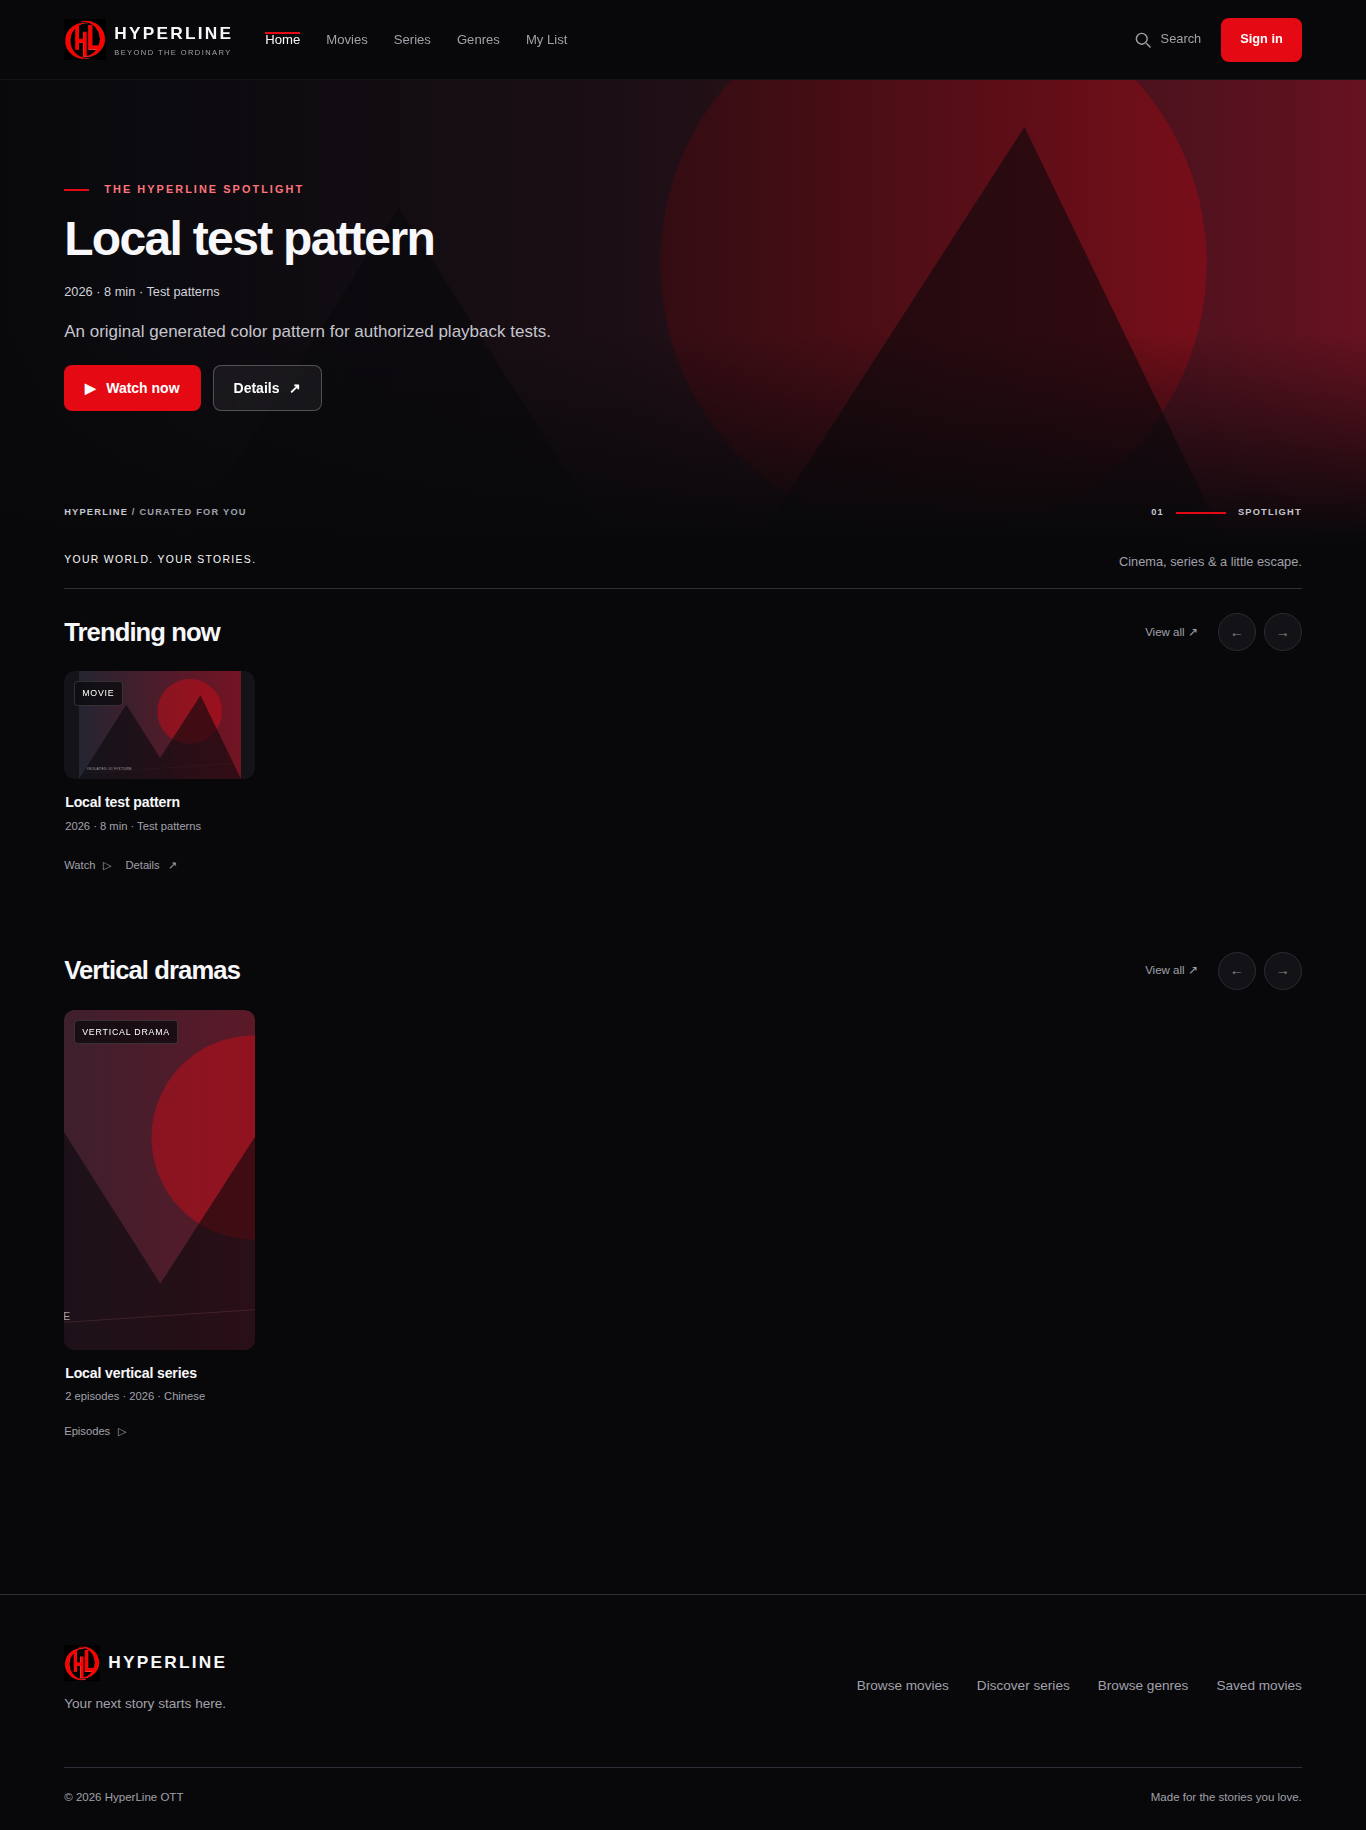 HYPERLINE
BEYOND THE ORDINARY
Home Movies Series Genres My List
Search
Sign in
THE HYPERLINE SPOTLIGHT
Local test pattern
2026 · 8 min · Test patterns
An original generated color pattern for authorized playback tests.
▶ Watch now
Details ↗
HYPERLINE / CURATED FOR YOU
01 SPOTLIGHT
YOUR WORLD. YOUR STORIES.
Cinema, series & a little escape.
Trending now
View all ↗ ← →
MOVIE
Local test pattern
2026 · 8 min · Test patterns
Watch ▷ Details ↗
Vertical dramas
View all ↗ ← →
VERTICAL DRAMA
E
Local vertical series
2 episodes · 2026 · Chinese
Episodes ▷
HYPERLINE
Your next story starts here.
Browse movies Discover series Browse genres Saved movies
© 2026 HyperLine OTT
Made for the stories you love.